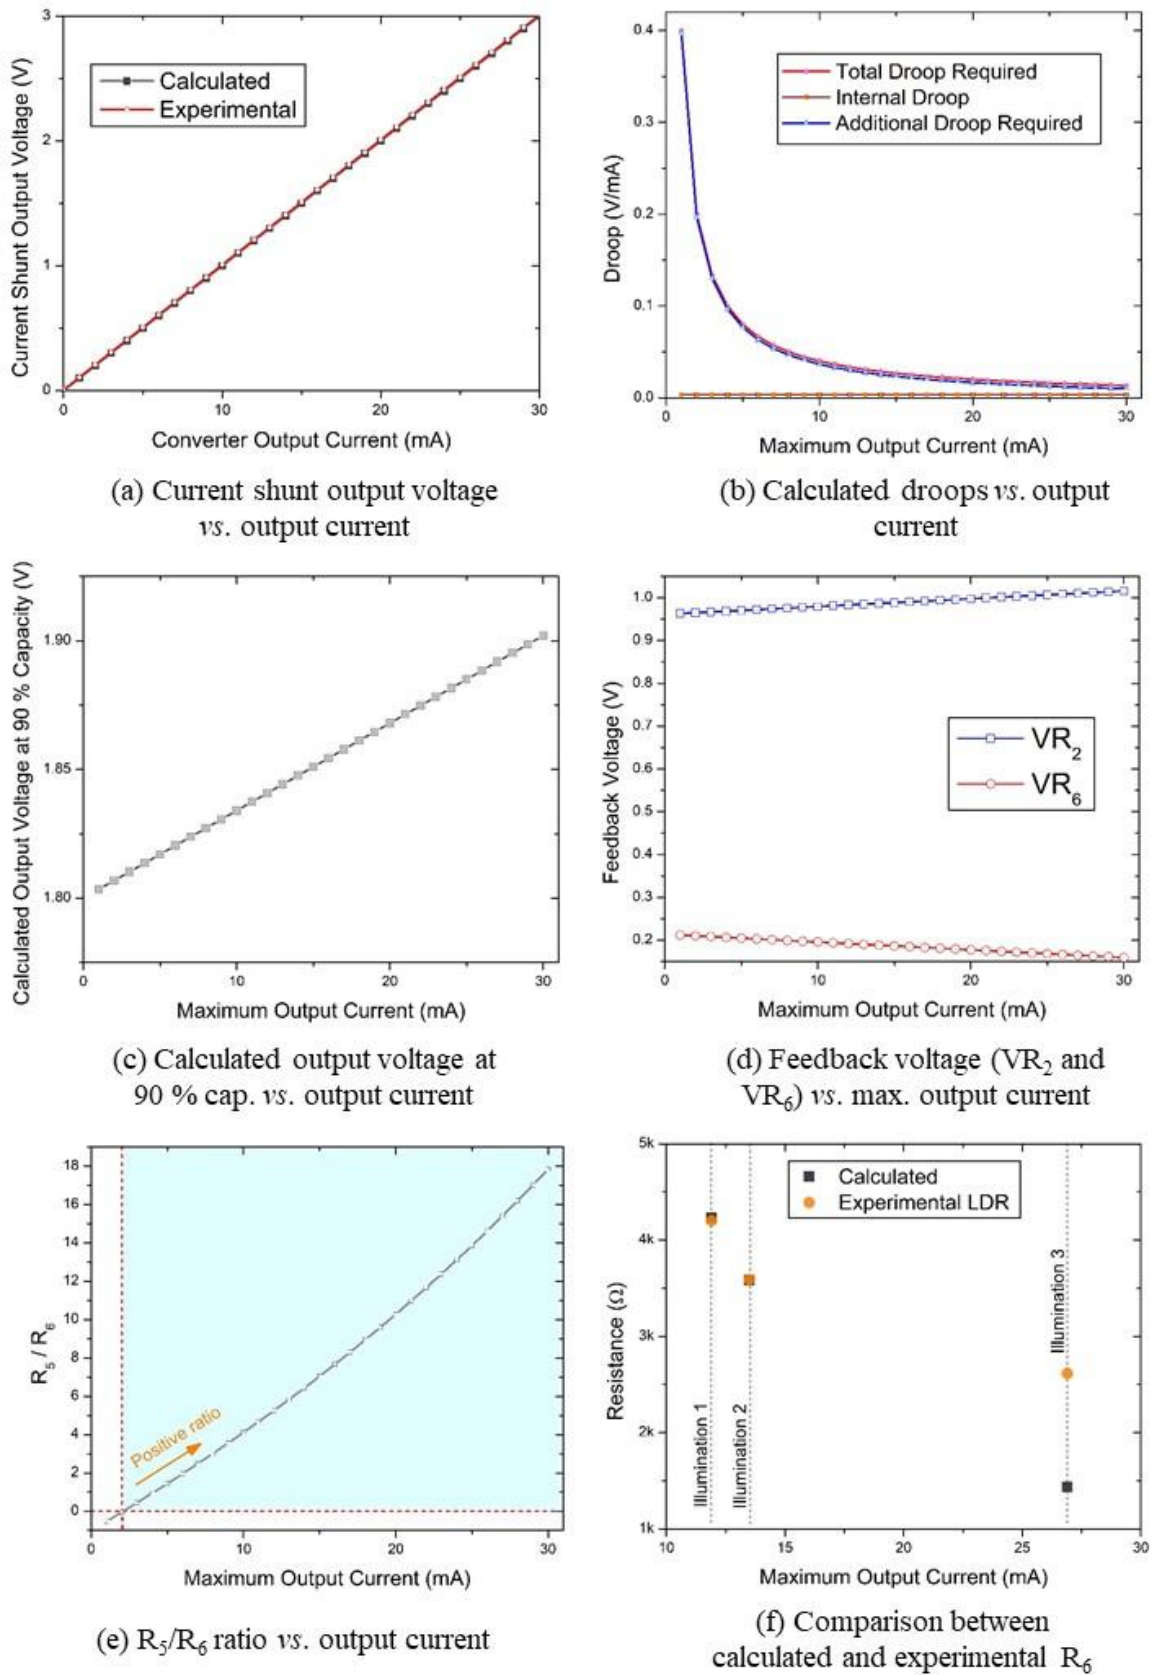 3
2
1
0
Current Shunt Output Voltage (V)
Calculated
Experimental
0 10 20 30
Converter Output Current (mA)
(a) Current shunt output voltage
vs. output current
0.4
0.3
0.2
0.1
0.0
Droop (V/mA)
Total Droop Required
Internal Droop
Additional Droop Required
0 10 20 30
Maximum Output Current (mA)
(b) Calculated droops vs. output
current
1.90
1.85
1.80
Calculated Output Voltage at 90 % Capacity (V)
0 10 20 30
Maximum Output Current (mA)
(c) Calculated output voltage at
90 % cap. vs. output current
1.0
0.9
0.8
0.7
0.6
0.5
0.4
0.3
0.2
Feedback Voltage (V)
VR2
VR6
0 10 20 30
Maximum Output Current (mA)
(d) Feedback voltage (VR2 and
VR6) vs. max. output current
18
16
14
12
10
8
6
4
2
0
R5 / R6
Positive ratio
0 10 20 30
Maximum Output Current (mA)
(e) R5/R6 ratio vs. output current
5k
4k
3k
2k
1k
Resistance (Ω)
Calculated
Experimental LDR
Illumination 1
Illumination 2
Illumination 3
10 15 20 25 30
Maximum Output Current (mA)
(f) Comparison between
calculated and experimental R6